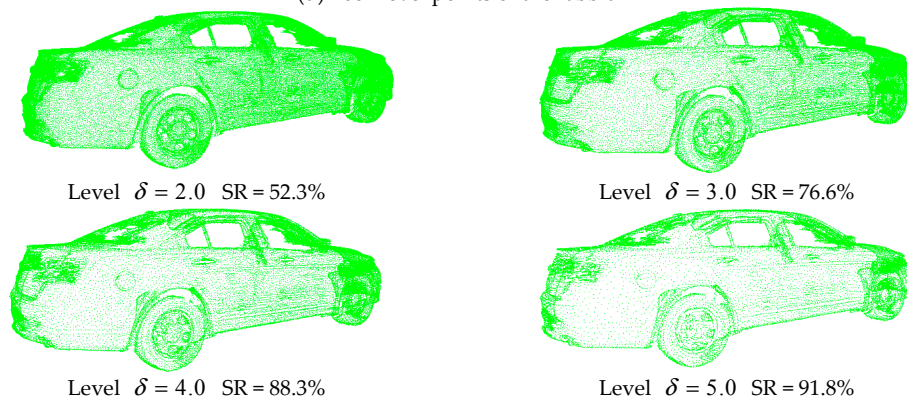 Level δ = 2.0 SR = 52.3%
Level δ = 3.0 SR = 76.6%
Level δ = 4.0 SR = 88.3%
Level δ = 5.0 SR = 91.8%